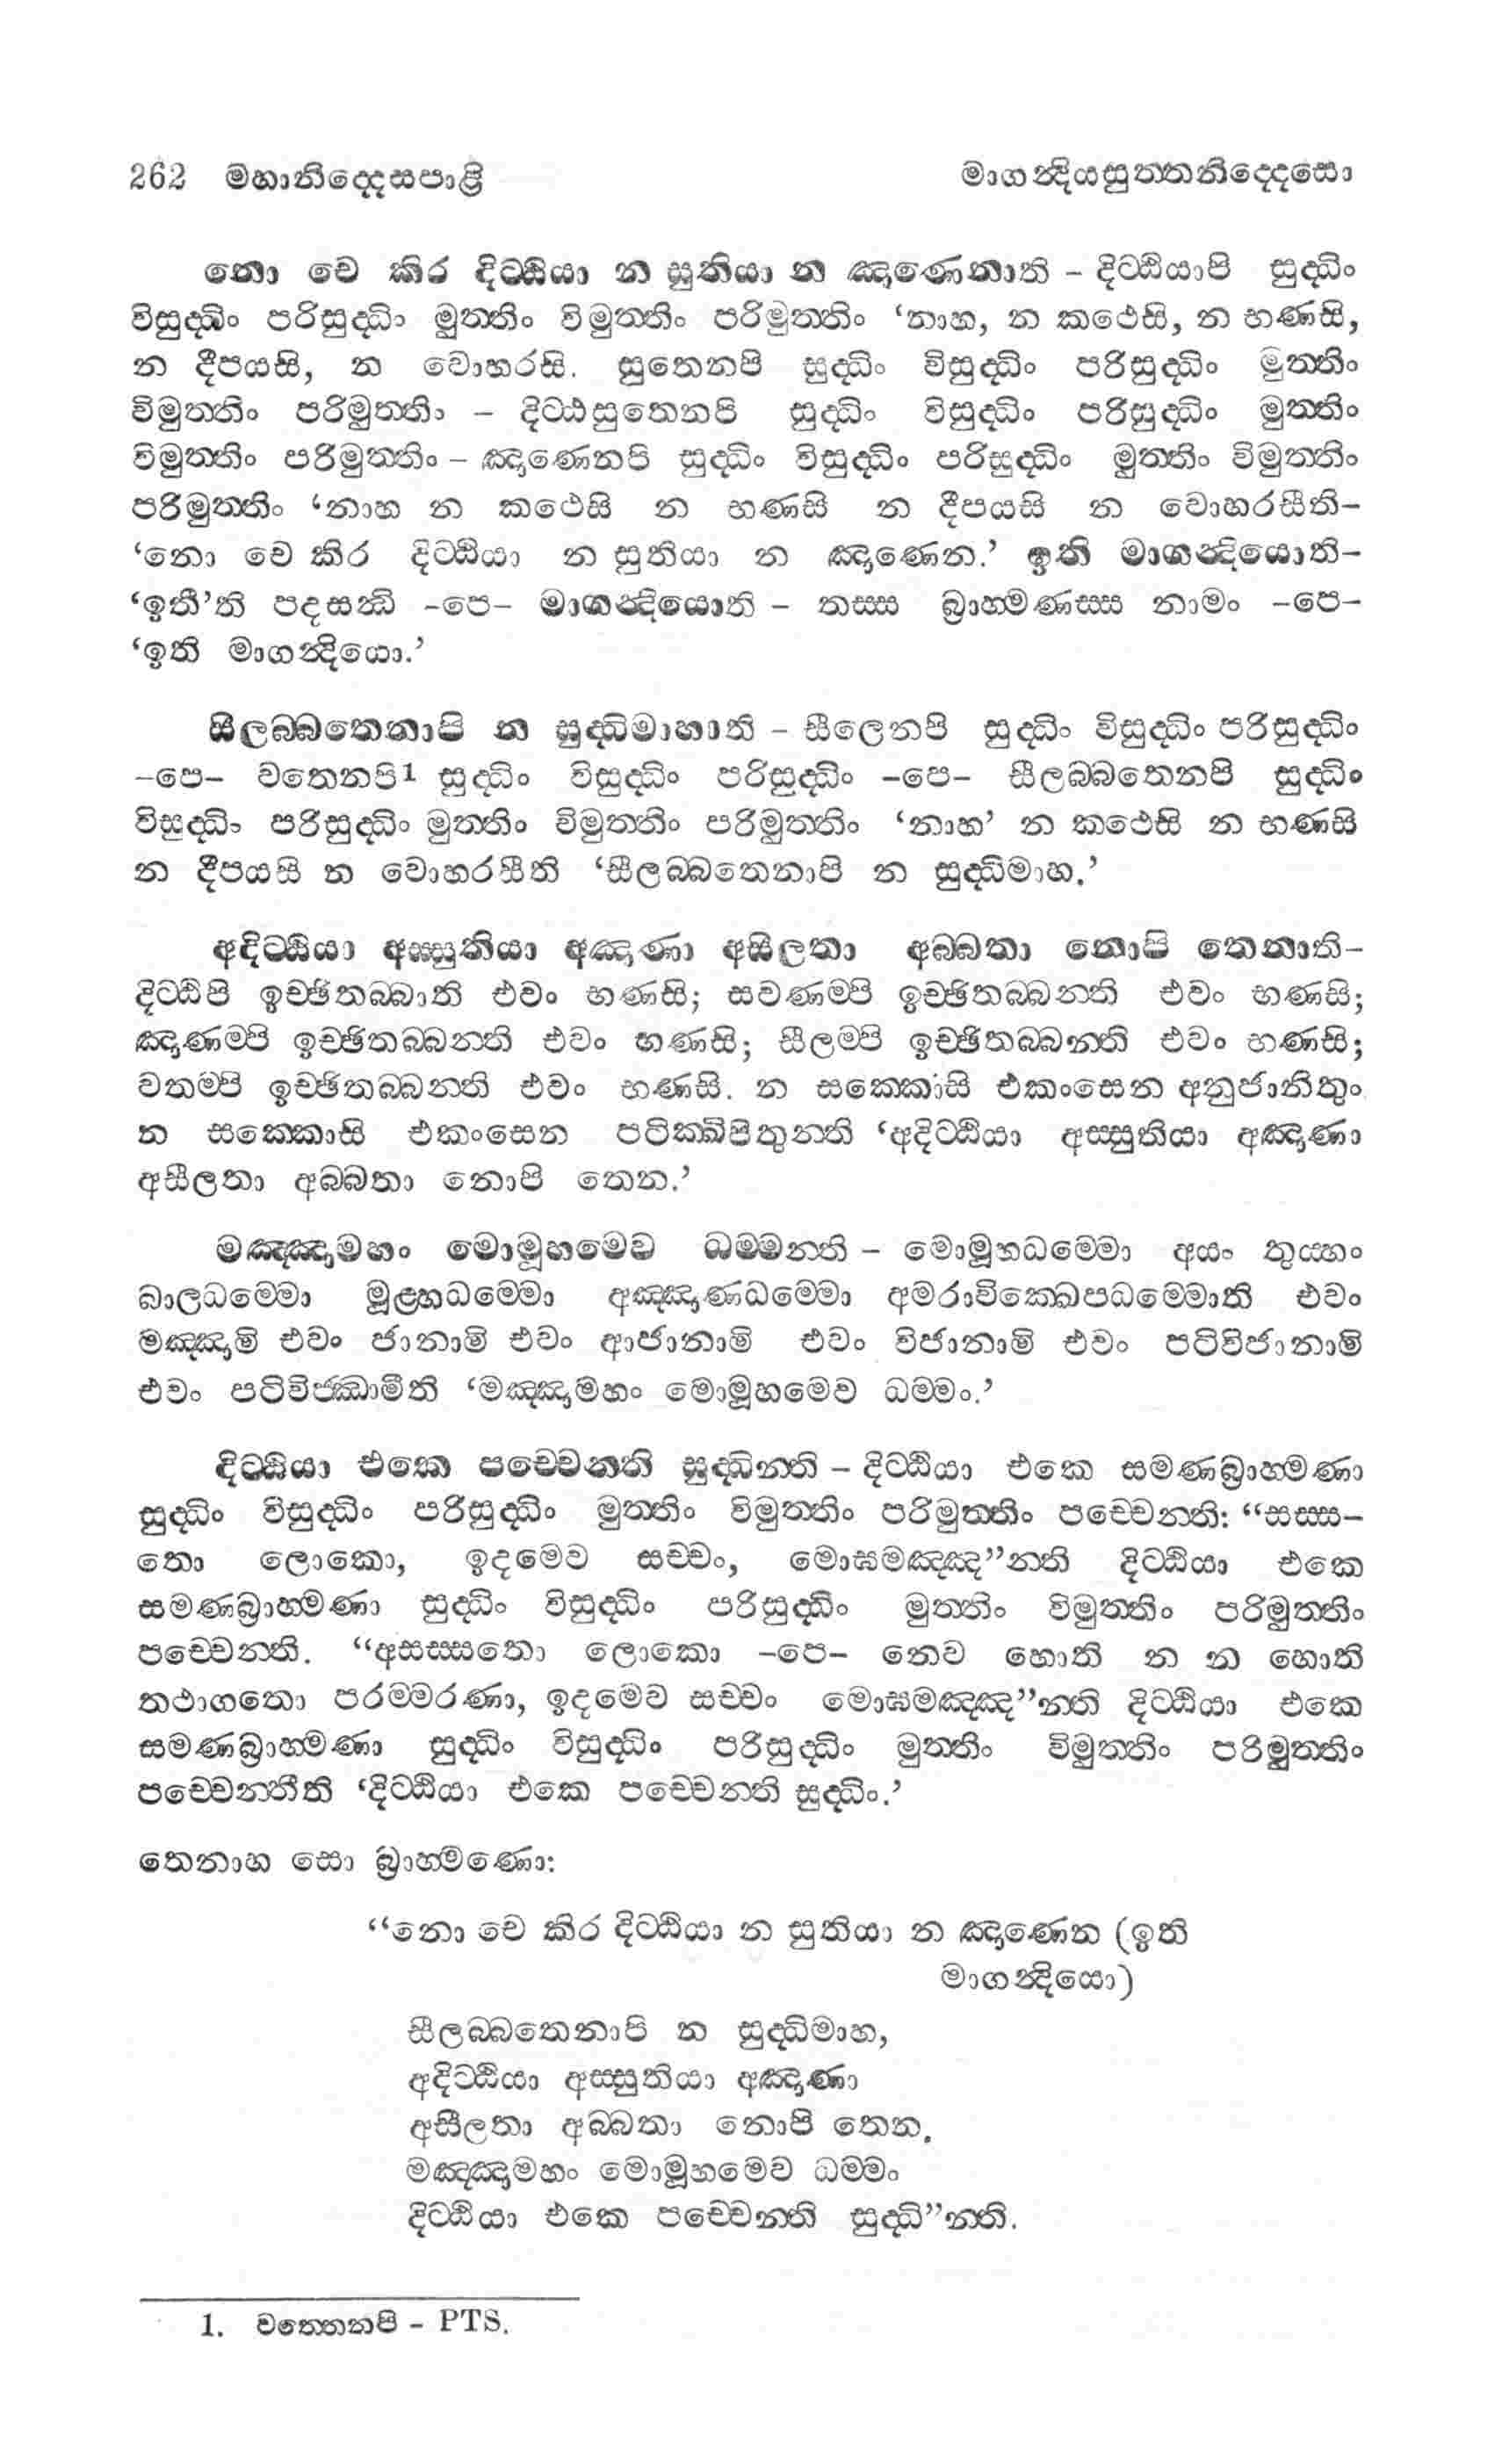 262 මහානිද්දෙසපාළි මාගන්දියසුත්තනිද්දෙසො
නො චෙ කිර දිට්ඨියා න සුතියා න ඤාණෙනාති – දිට්ඨියාපි සුද්ධිං
විසුද්ධිං පරිසුද්ධිං මුත්තිං විමුත්තිං පරිමුත්තිං ‘නාහ, න කථෙසි, න භණසි,
න දීපයසි, න වොහරසි. සුතෙනපි සුද්ධිං විසුද්ධිං පරිසුද්ධිං මුත්තිං
විමුත්තිං පරිමුත්තිං – දිට්ඨසුතෙනපි සුද්ධිං විසුද්ධිං පරිසුද්ධිං මුත්තිං
විමුත්තිං පරිමුත්තිං – ඤාණෙනපි සුද්ධිං විසුද්ධිං පරිසුද්ධිං මුත්තිං විමුත්තිං
පරිමුත්තිං ‘නාහ න කථෙසි න භණසි න දීපයසි න වොහරසීති–
‘නො චෙ කිර දිට්ඨියා න සුතියා න ඤාණෙන.’ ඉති මාගන්දියොති–
‘ඉතී’ති පදසන්ධි –පෙ– මාගන්දියොති – තස්ස බ්‍රාහ්මණස්ස නාමං –පෙ–
‘ඉති මාගන්දියො.’
සීලබ්බතෙනාපි න සුද්ධිමාහාති – සීලෙනපි සුද්ධිං විසුද්ධිං පරිසුද්ධිං
–පෙ– වතෙනපි1 සුද්ධිං විසුද්ධිං පරිසුද්ධිං –පෙ– සීලබ්බතෙනපි සුද්ධිං
විසුද්ධිං පරිසුද්ධිං මුත්තිං විමුත්තිං පරිමුත්තිං ‘නාහ’ න කථෙසි න භණසි
න දීපයසි න වොහරසීති ‘සීලබ්බතෙනාපි න සුද්ධිමාහ.’
අදිට්ඨියා අස්සුතියා අඤාණා අසීලතා අබ්බතා නොපි තෙනාති–
දිට්ඨිපි ඉච්ඡිතබ්බාති එවං භණසි; සවණම්පි ඉච්ඡිතබ්බන්ති එවං භණසි;
ඤාණම්පි ඉච්ඡිතබ්බන්ති එවං භණසි; සීලම්පි ඉච්ඡිතබ්බන්ති එවං භණසි;
වතම්පි ඉච්ඡිතබ්බන්ති එවං භණසි. න සක්කොසි එකංසෙන අනුජානිතුං
න සක්කොසි එකංසෙන පටික්ඛිපිතුන්ති ‘අදිට්ඨියා අස්සුතියා අඤාණා
අසීලතා අබ්බතා නොපි තෙන.’
මඤ්ඤාමහං මොමූහමෙව ධම්මන්ති – මොමූහධම්මො අයං තුය්හං
බාලධම්මො මූළ්හධම්මො අඤ්ඤාණධම්මො අමරාවික්ඛෙපධම්මොති එවං
මඤ්ඤාමි එවං ජානාමි එවං ආජානාමි එවං විජානාමි එවං පටිවිජානාමි
එවං පටිවිජ්ඣාමීති ‘මඤ්ඤාමහං මොමූහමෙව ධම්මං.’
දිට්ඨියා එකෙ පච්චෙන්ති සුද්ධින්ති – දිට්ඨියා එකෙ සමණබ්‍රාහ්මණා
සුද්ධිං විසුද්ධිං පරිසුද්ධිං මුත්තිං විමුත්තිං පරිමුත්තිං පච්චෙන්ති: “සස්ස–
තො ලොකො, ඉදමෙව සච්චං, මොඝමඤ්ඤ”න්ති දිට්ඨියා එකෙ
සමණබ්‍රාහ්මණා සුද්ධිං විසුද්ධිං පරිසුද්ධිං මුත්තිං විමුත්තිං පරිමුත්තිං
පච්චෙන්ති. “අසස්සතො ලොකො –පෙ– නෙව හොති න න හොති
තථාගතො පරම්මරණා, ඉදමෙව සච්චං මොඝමඤ්ඤ”න්ති දිට්ඨියා එකෙ
සමණබ්‍රාහ්මණා සුද්ධිං විසුද්ධිං පරිසුද්ධිං මුත්තිං විමුත්තිං පරිමුත්තිං
පච්චෙන්තීති ‘දිට්ඨියා එකෙ පච්චෙන්ති සුද්ධිං.’
තෙනාහ සො බ්‍රාහ්මණො:
“නො චෙ කිර දිට්ඨියා න සුතියා න ඤාණෙන (ඉති
මාගන්දියො)
සීලබ්බතෙනාපි න සුද්ධිමාහ,
අදිට්ඨියා අස්සුතියා අඤාණා
අසීලතා අබ්බතා නොපි තෙන,
මඤ්ඤාමහං මොමූහමෙව ධම්මං
දිට්ඨියා එකෙ පච්චෙන්ති සුද්ධි”න්ති.
1. වත්තෙනපි – PTS.